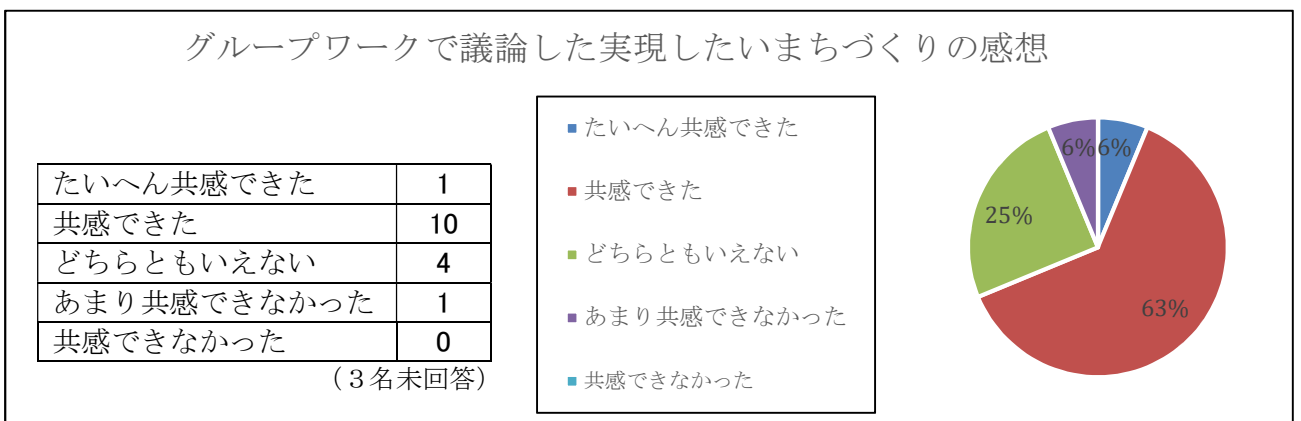 グループワークで議論した実現したいまちづくりの感想
たいへん共感できた 1
共感できた 10
どちらともいえない 4
あまり共感できなかった 1
共感できなかった 0
(3名未回答)
たいへん共感できた
共感できた
どちらともいえない
あまり共感できなかった
共感できなかった
6% 6%
25%
63%